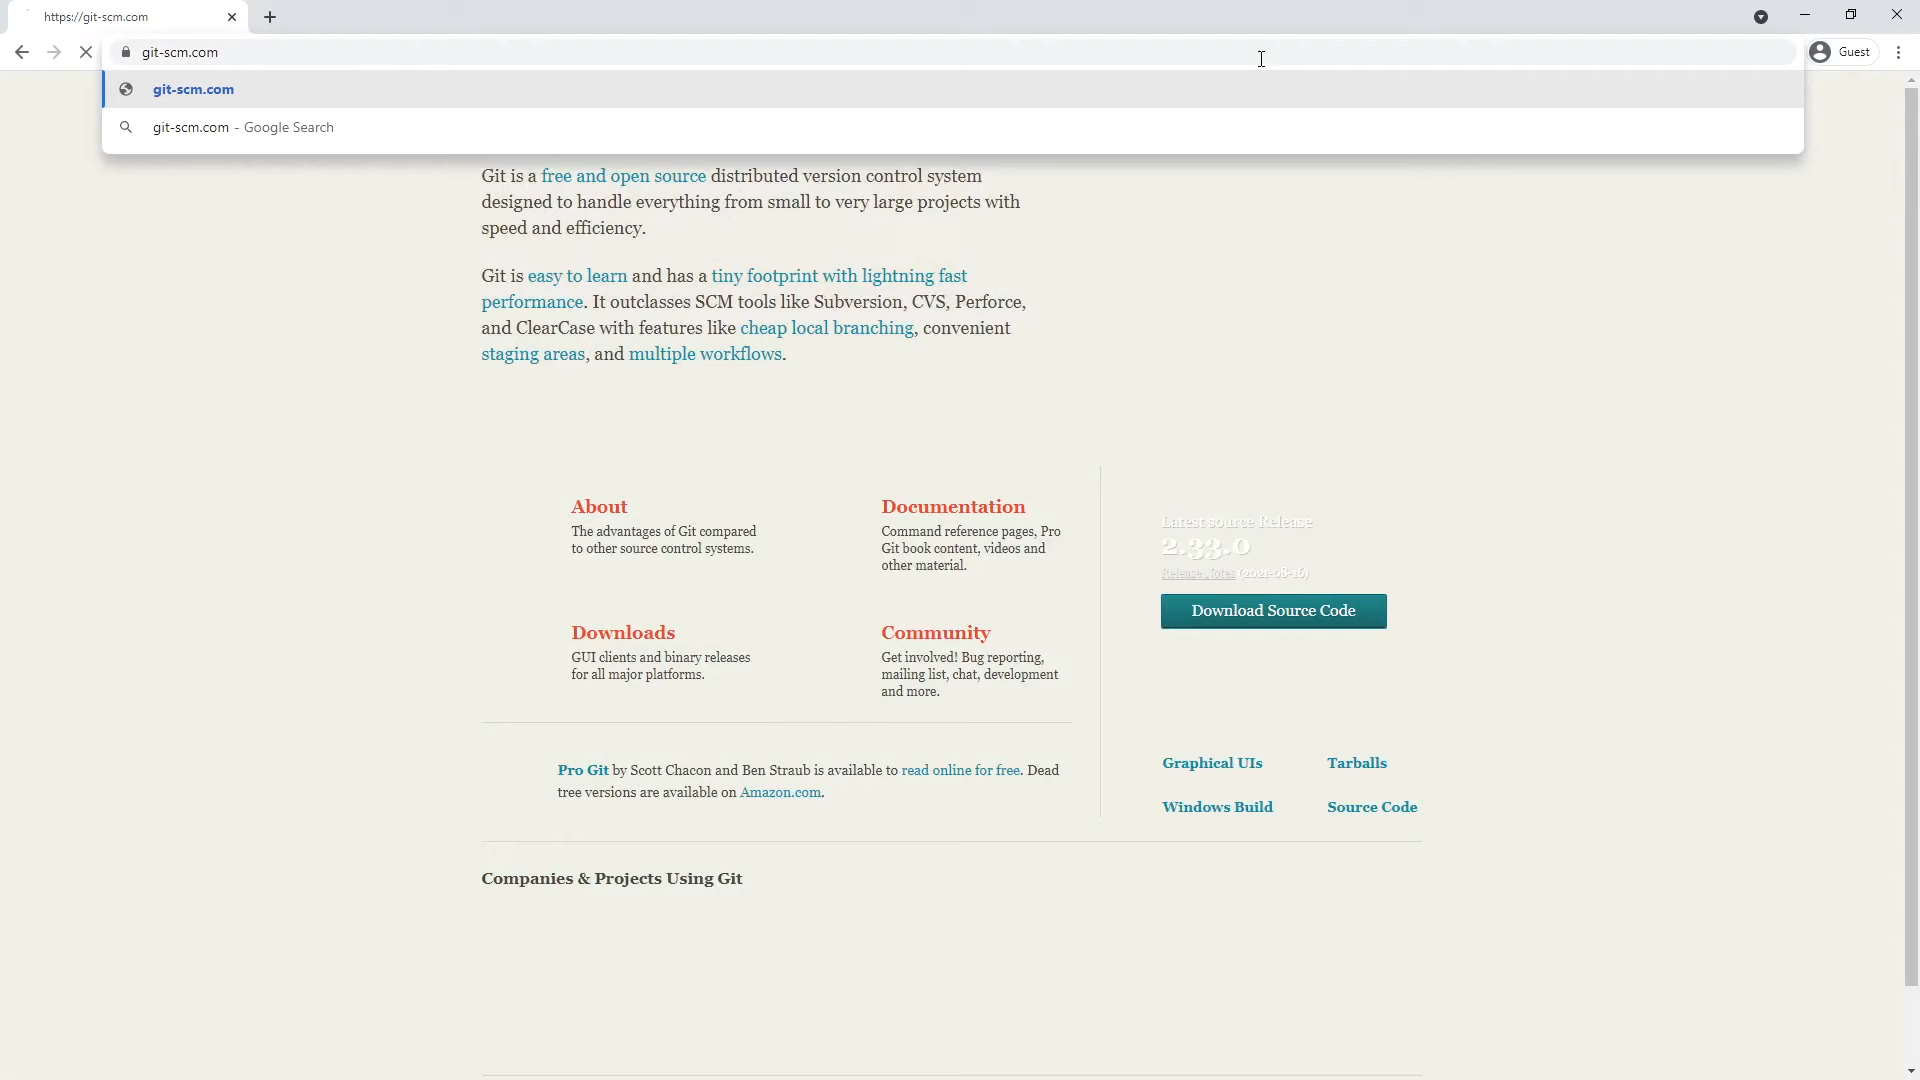 https://git-scm.com
git-scm.com
Guest
git-scm.com
git-scm.com - Google Search
Git is a free and open source distributed version control system
designed to handle everything from small to very large projects with
speed and efficiency.
Git is easy to learn and has a tiny footprint with lightning fast
performance. It outclasses SCM tools like Subversion, CVS, Perforce,
and ClearCase with features like cheap local branching, convenient
staging areas, and multiple workflows.
About
The advantages of Git compared
to other source control systems.
Documentation
Command reference pages, Pro
Git book content, videos and
other material.
Downloads
GUI clients and binary releases
for all major platforms.
Community
Get involved! Bug reporting,
mailing list, chat, development
and more.
Latest source Release
2.33.0
Release Notes (2021-08-16)
Download Source Code
Pro Git by Scott Chacon and Ben Straub is available to read online for free. Dead
tree versions are available on Amazon.com.
Graphical UIs
Tarballs
Windows Build
Source Code
Companies & Projects Using Git